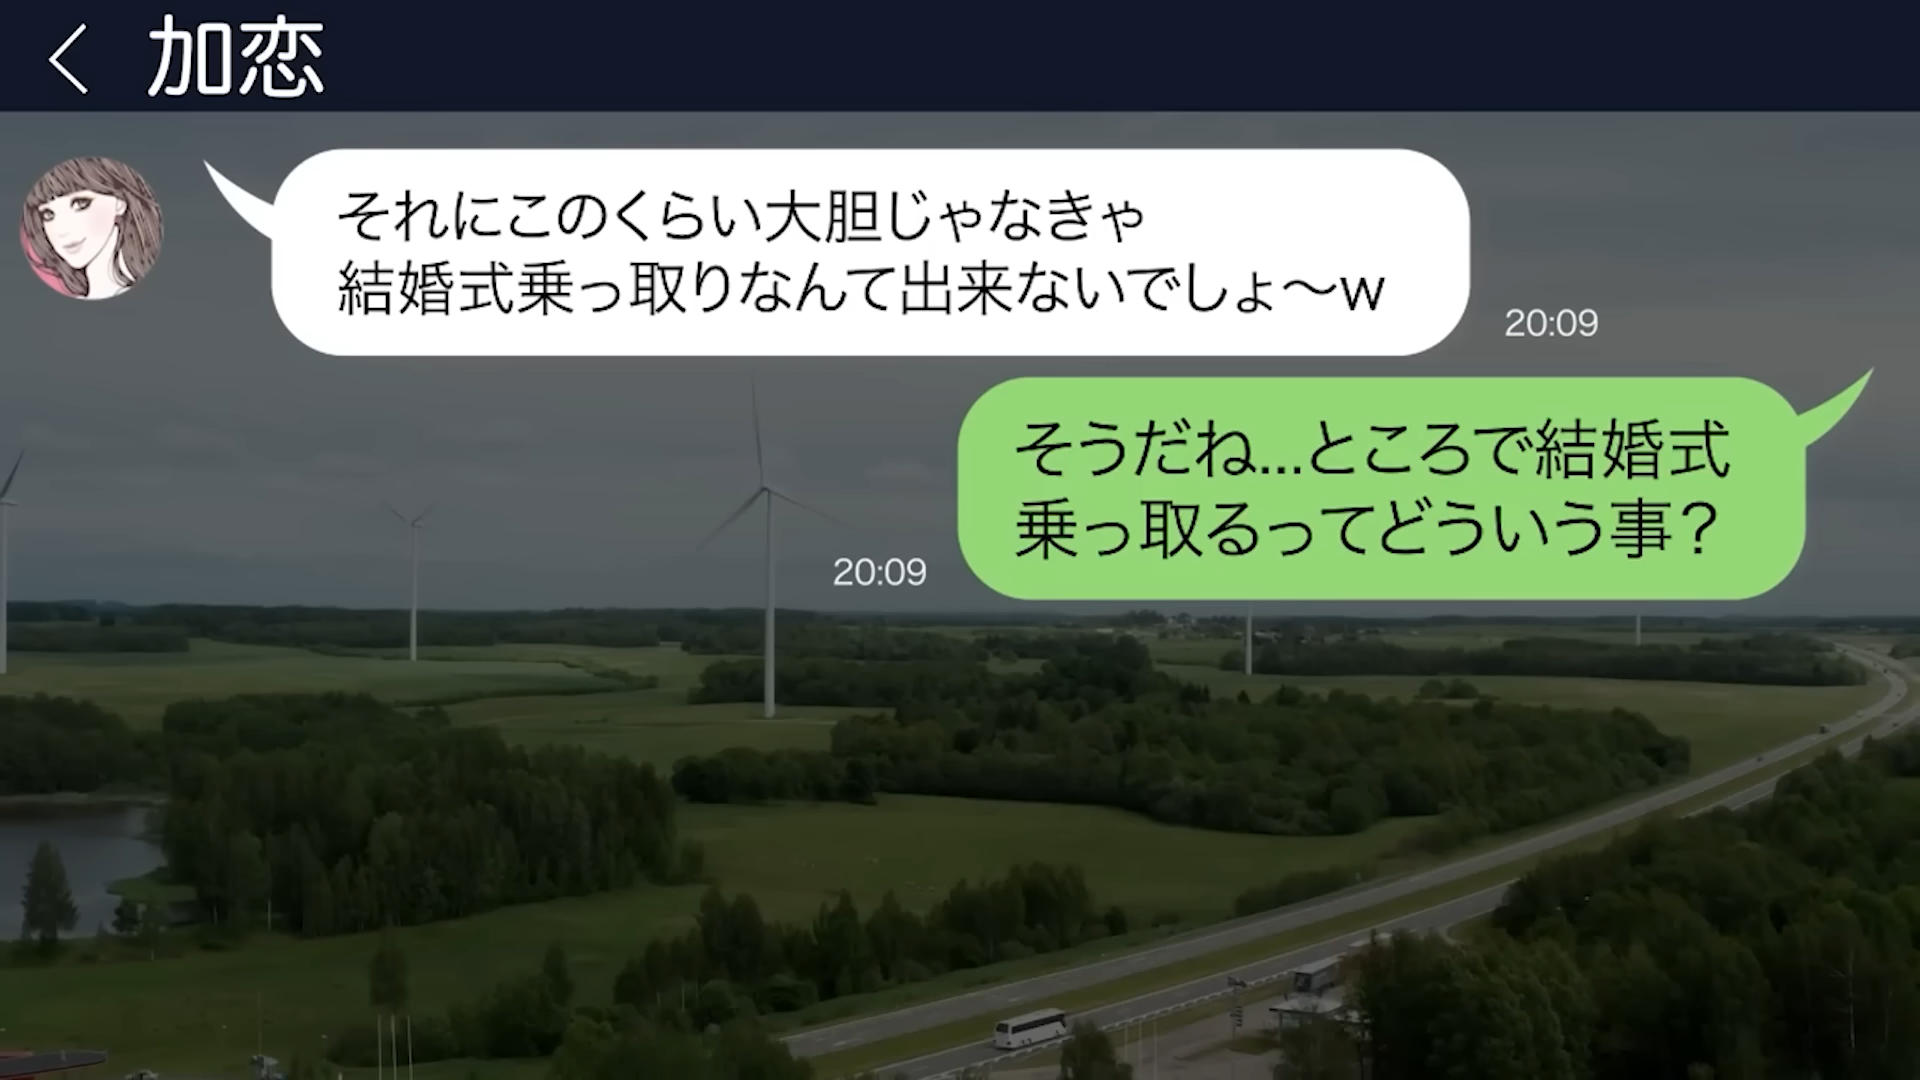 加恋
それにこのくらい大胆じゃなきゃ
結婚式乗っ取りなんて出来ないでしょ〜w
20:09
そうだね...ところで結婚式
乗っ取るってどういう事？
20:09